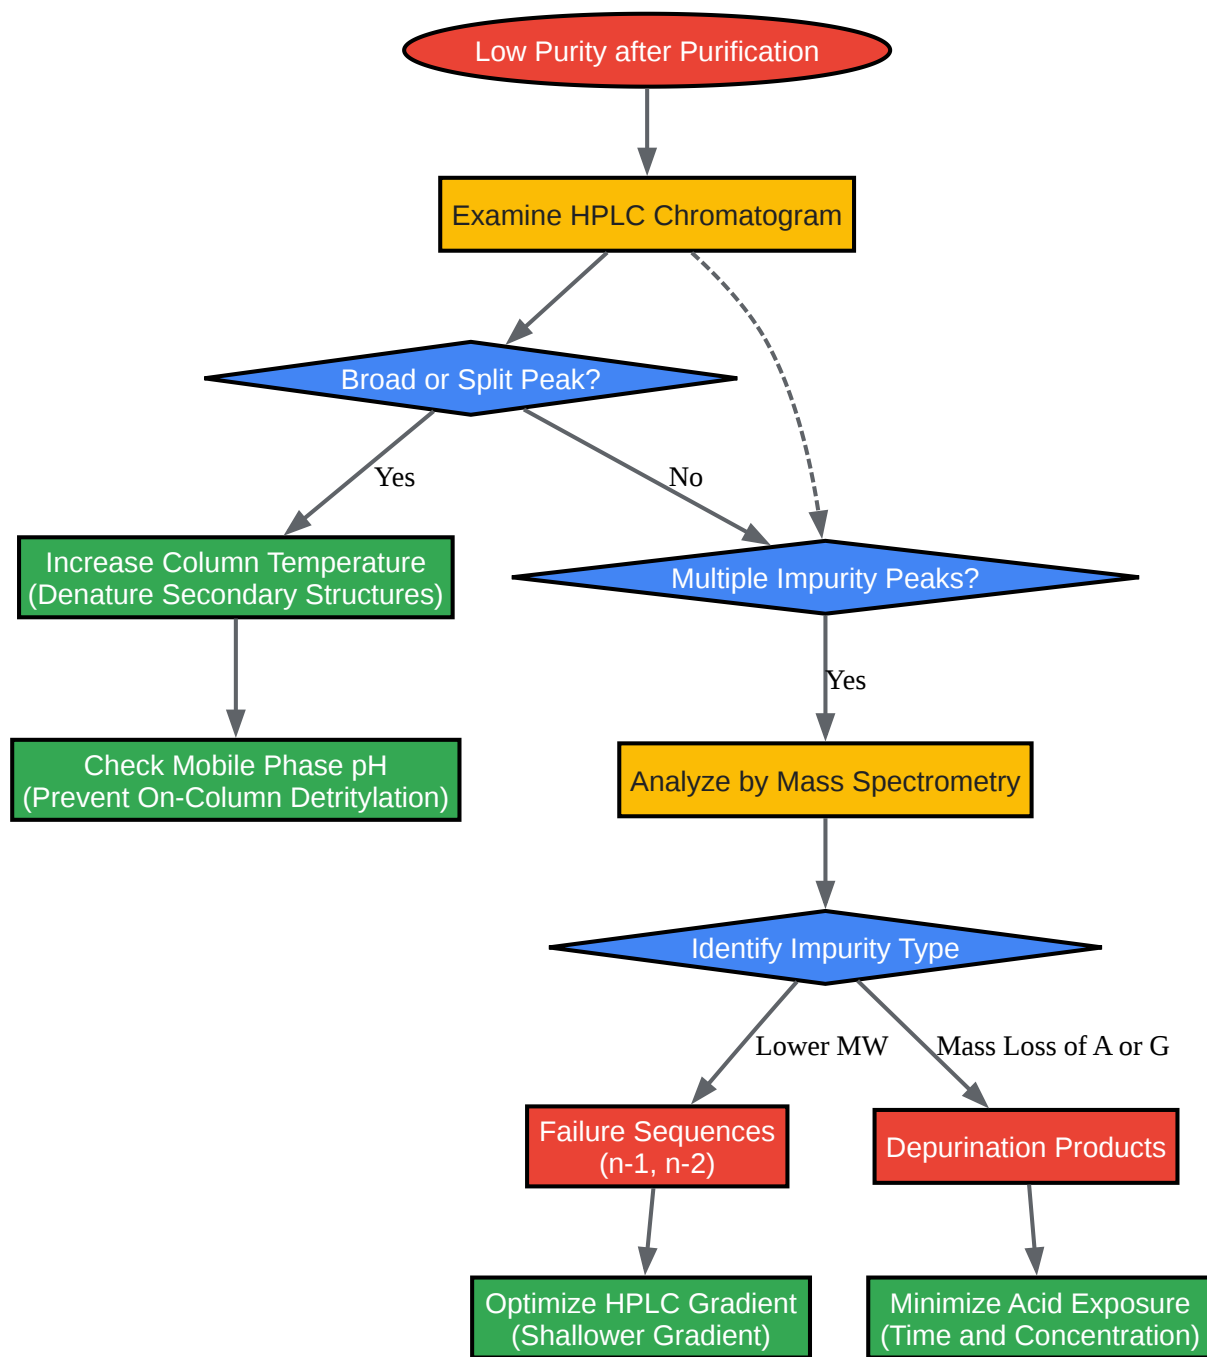 Low Purity after Purification
Examine HPLC Chromatogram
Broad or Split Peak?
Yes
No
Increase Column Temperature
(Denature Secondary Structures)
Multiple Impurity Peaks?
Yes
Check Mobile Phase pH
(Prevent On-Column Detritylation)
Analyze by Mass Spectrometry
Identify Impurity Type
Lower MW
Mass Loss of A or G
Failure Sequences
(n-1, n-2)
Depurination Products
Optimize HPLC Gradient
(Shallower Gradient)
Minimize Acid Exposure
(Time and Concentration)